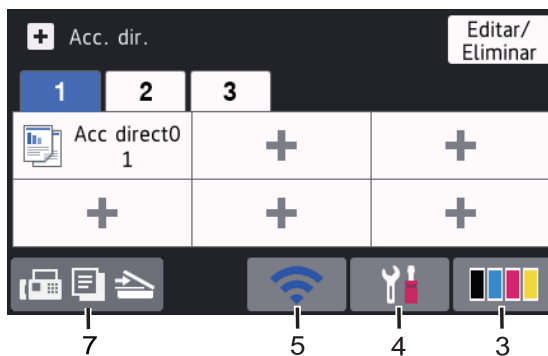 Acc. dir.
Editar/
Eliminar
1 2 3
Acc direct0
1
7 5 4 3